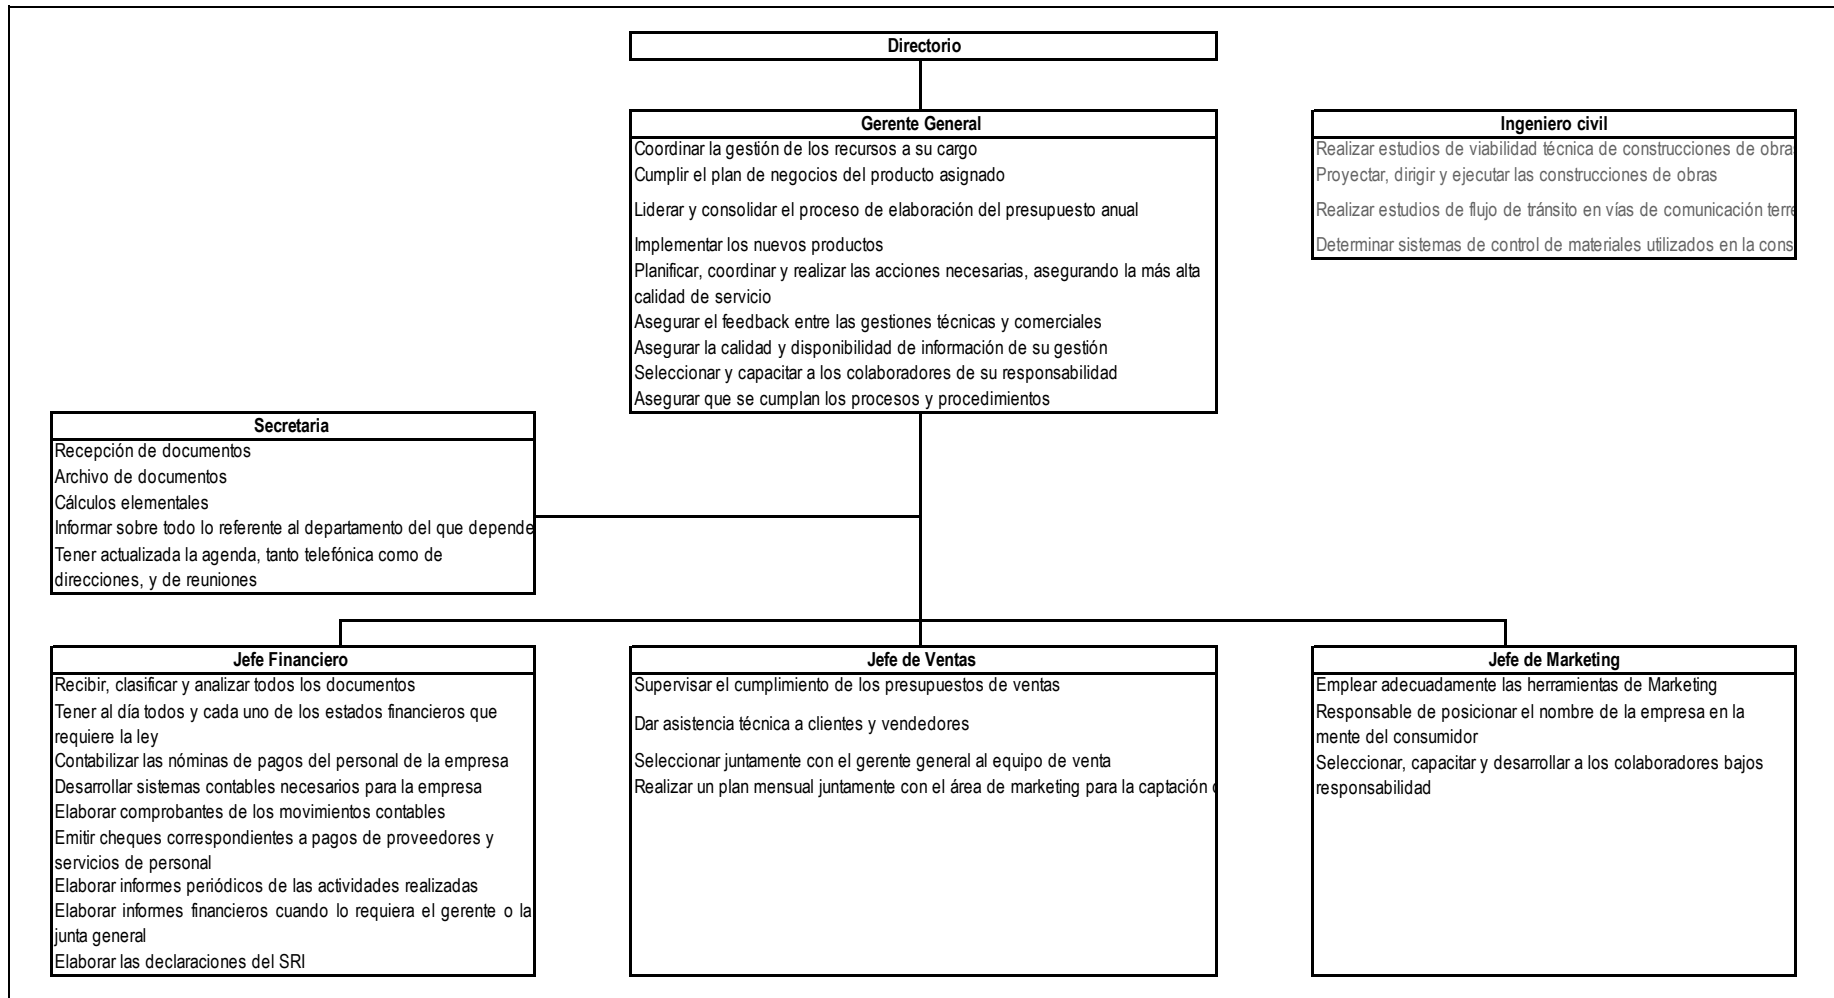 Directorio
Gerente General
Coordinar la gestión de los recursos a su cargo
Cumplir el plan de negocios del producto asignado
Liderar y consolidar el proceso de elaboración del presupuesto anual
Implementar los nuevos productos
Planificar, coordinar y realizar las acciones necesarias, asegurando la más alta
calidad de servicio
Asegurar el feedback entre las gestiones técnicas y comerciales
Asegurar la calidad y disponibilidad de información de su gestión
Seleccionar y capacitar a los colaboradores de su responsabilidad
Asegurar que se cumplan los procesos y procedimientos
Ingeniero civil
Realizar estudios de viabilidad técnica de construcciones de obra
Proyectar, dirigir y ejecutar las construcciones de obras
Realizar estudios de flujo de tránsito en vías de comunicación terre
Determinar sistemas de control de materiales utilizados en la cons
Secretaria
Recepción de documentos
Archivo de documentos
Cálculos elementales
Informar sobre todo lo referente al departamento del que depende
Tener actualizada la agenda, tanto telefónica como de
direcciones, y de reuniones
Jefe Financiero
Recibir, clasificar y analizar todos los documentos
Tener al día todos y cada uno de los estados financieros que
requiere la ley
Contabilizar las nóminas de pagos del personal de la empresa
Desarrollar sistemas contables necesarios para la empresa
Elaborar comprobantes de los movimientos contables
Emitir cheques correspondientes a pagos de proveedores y
servicios de personal
Elaborar informes periódicos de las actividades realizadas
Elaborar informes financieros cuando lo requiera el gerente o la
junta general
Elaborar las declaraciones del SRI
Jefe de Ventas
Supervisar el cumplimiento de los presupuestos de ventas
Dar asistencia técnica a clientes y vendedores
Seleccionar juntamente con el gerente general al equipo de venta
Realizar un plan mensual juntamente con el área de marketing para la captación
Jefe de Marketing
Emplear adecuadamente las herramientas de Marketing
Responsable de posicionar el nombre de la empresa en la
mente del consumidor
Seleccionar, capacitar y desarrollar a los colaboradores bajos
responsabilidad